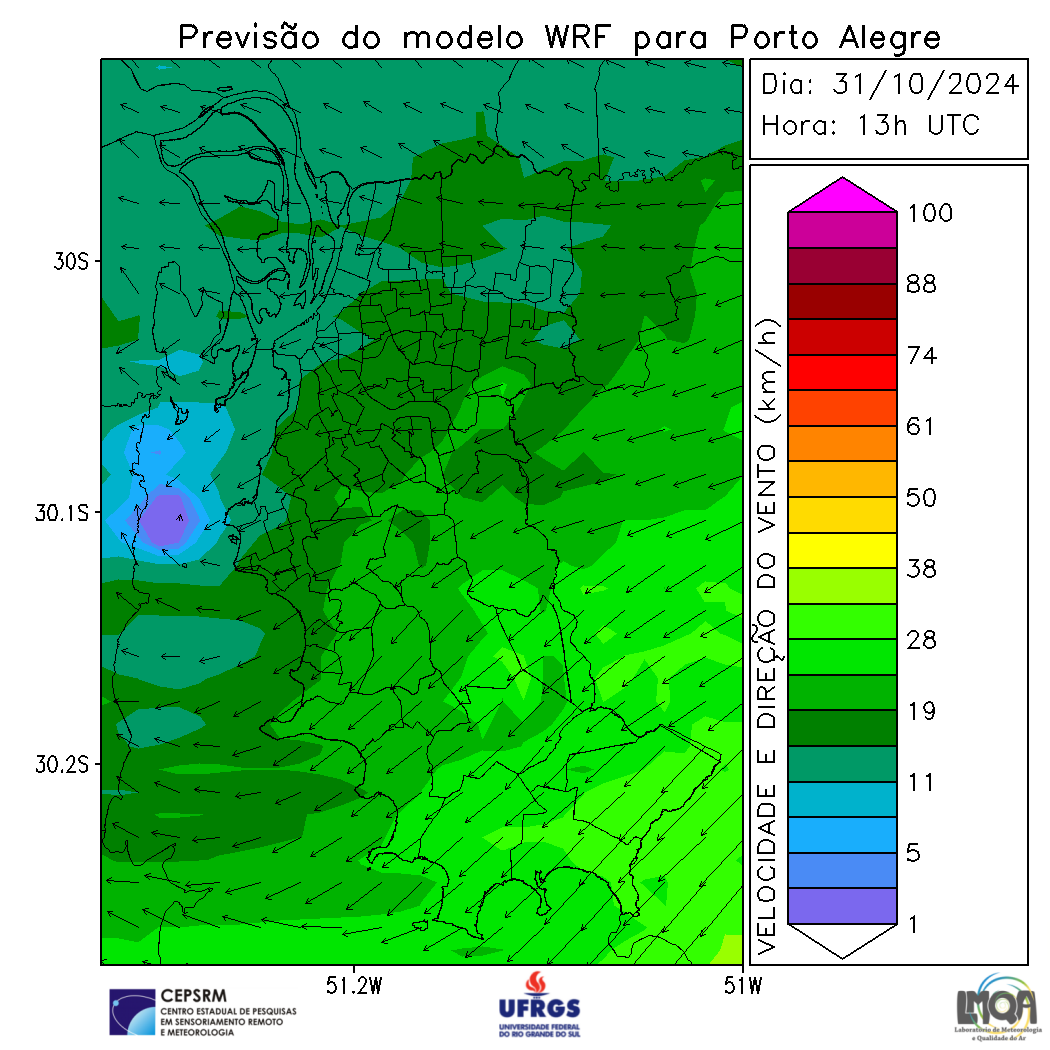 Previsão do modelo WRF para Porto Alegre
Dia: 31/10/2024
Hora: 13h UTC
30S
30.1S
30.2S
51.2W
51W
VELOCIDADE E DIREÇÃO DO VENTO (km/h)
100
88
74
61
50
38
28
19
11
5
1
CEPSRM
CENTRO ESTADUAL DE PESQUISAS
EM SENSORIAMENTO REMOTO
E METEOROLOGIA
UFRGS
UNIVERSIDADE FEDERAL
DO RIO GRANDE DO SUL
LMQA
Laboratório de Meteorologia
e Qualidade do Ar